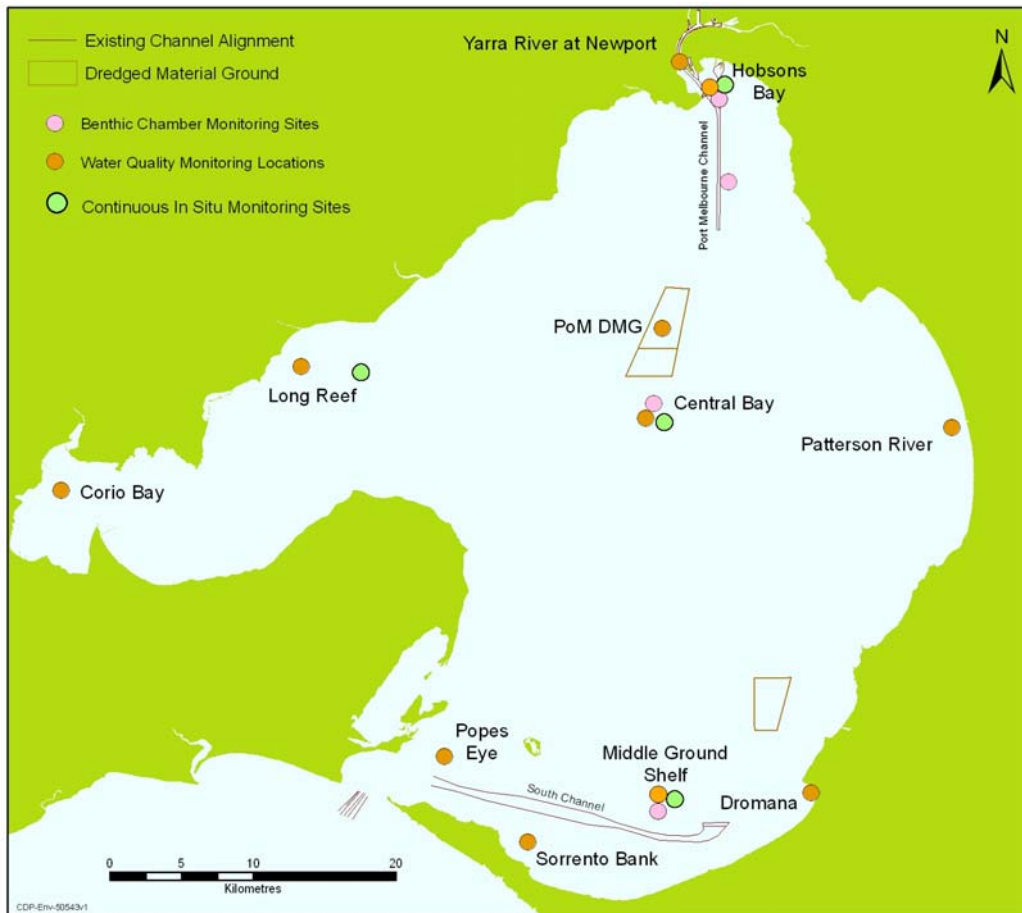 Existing Channel Alignment
Dredged Material Ground
Benthic Chamber Monitoring Sites
Water Quality Monitoring Locations
Continuous In Situ Monitoring Sites
Yarra River at Newport
Hobsons
Bay
N
Port Melbourne Channel
PoM DMG
Long Reef
Central Bay
Patterson River
Corio Bay
Popes
Eye
Middle Ground
Shelf
South Channel
Dromana
Sorrento Bank
0 5 10 20
Kilometres
CDP-Env-50543v1